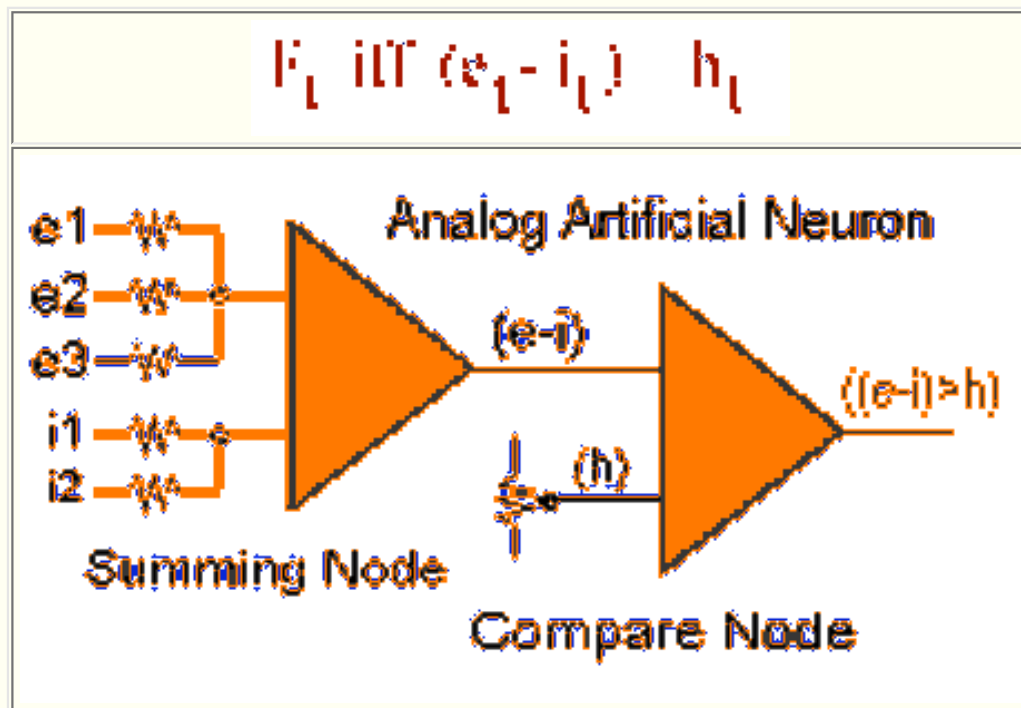 (e - i ) h
Analog Artificial Neuron
e1
e2
e3
i1
i2
(e-i)
(h)
((e-i)>h)
Summing Node
Compare Node